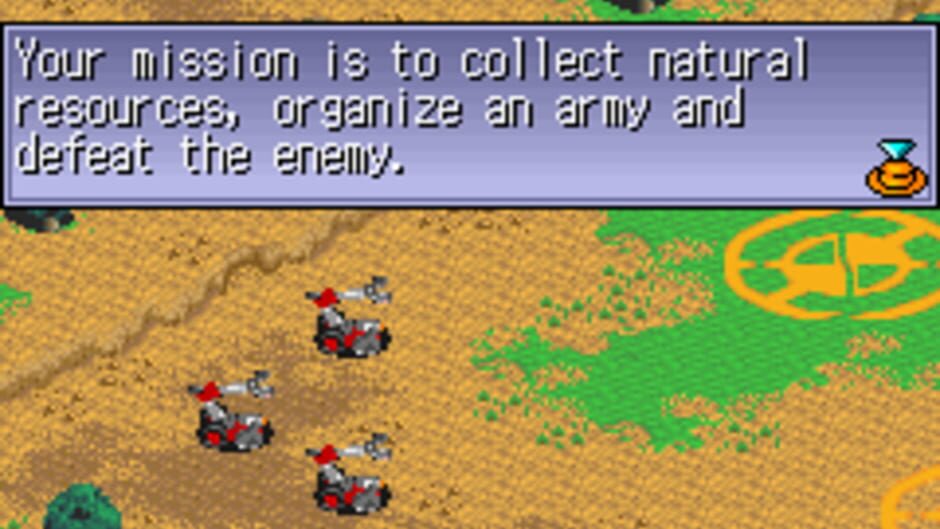 Your mission is to collect natural
resources, organize an army and
defeat the enemy.